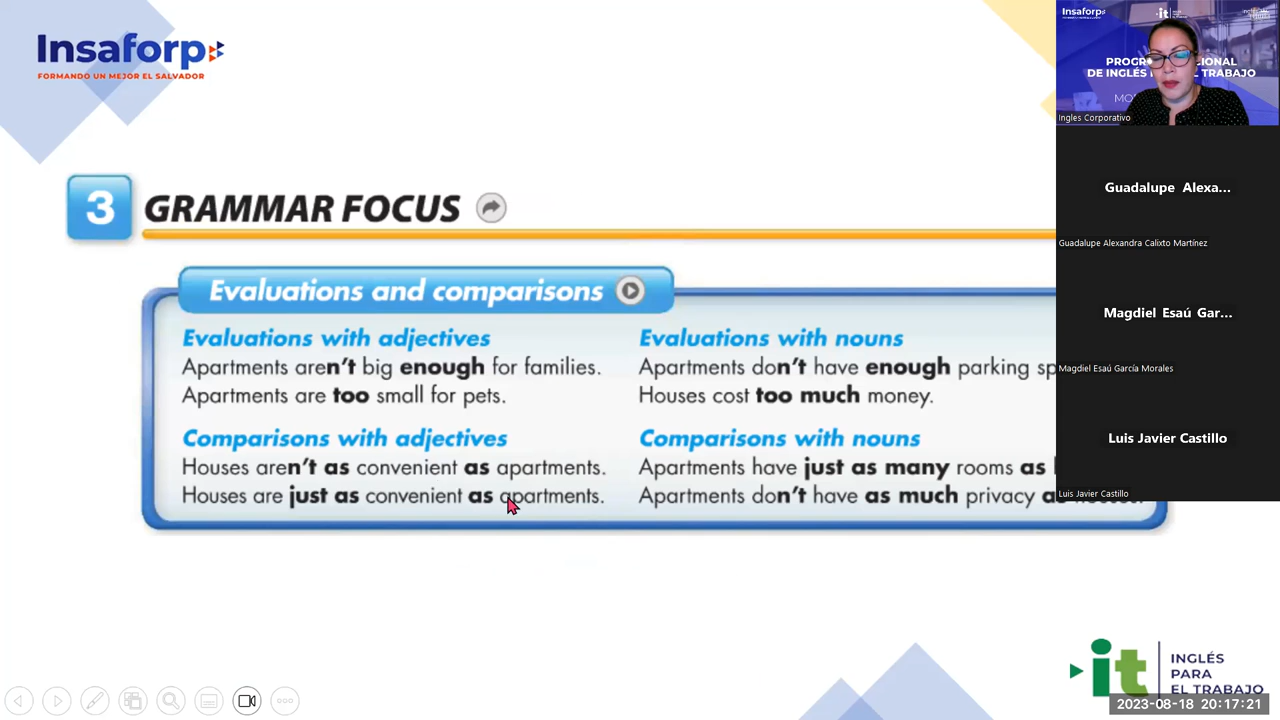 Insaforp
FORMANDO UN MEJOR EL SALVADOR
3 GRAMMAR FOCUS
Evaluations and comparisons
Evaluations with adjectives
Apartments aren't big enough for families.
Apartments are too small for pets.
Comparisons with adjectives
Houses aren't as convenient as apartments.
Houses are just as convenient as apartments.
Evaluations with nouns
Apartments don't have enough parking
Houses cost too much money.
Comparisons with nouns
Apartments have just as many rooms as
Apartments don't have as much privacy
Insaforp
it
Ingles Corporativo
Guadalupe Alexa...
Guadalupe Alexandra Calixto Martínez
Magdiel Esaú Gar...
Magdiel Esaú García Morales
Luis Javier Castillo
Luis Javier Castillo
it
INGLÉS
PARA
EL TRABAJO
2023-08-18 20:17:21